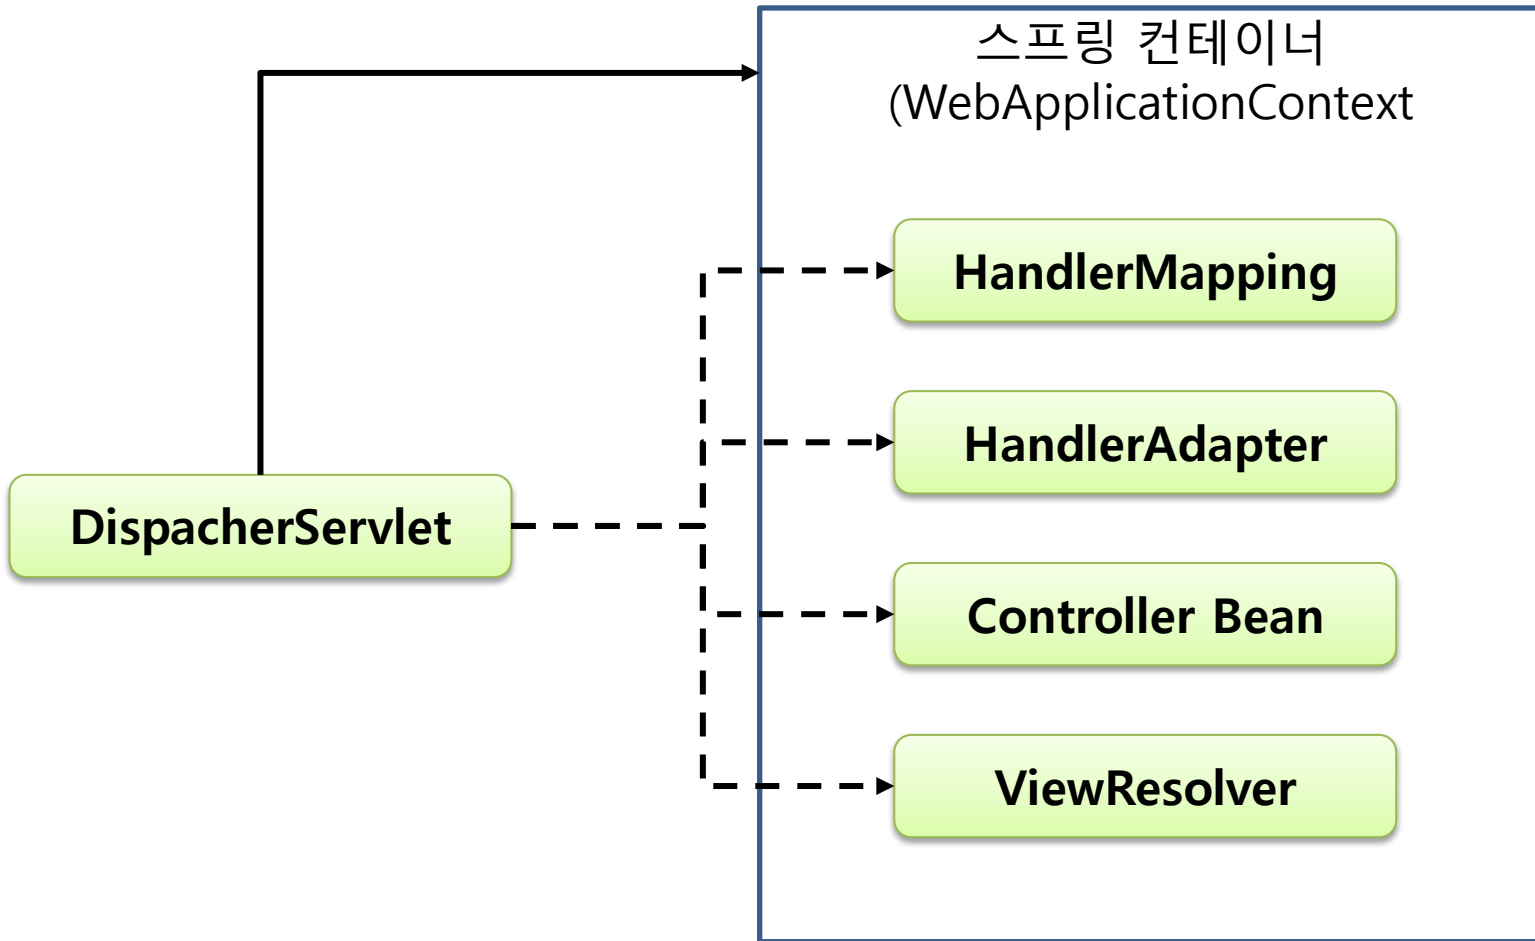 스프링 컨테이너
(WebApplicationContext
HandlerMapping
HandlerAdapter
DispacherServlet
Controller Bean
ViewResolver